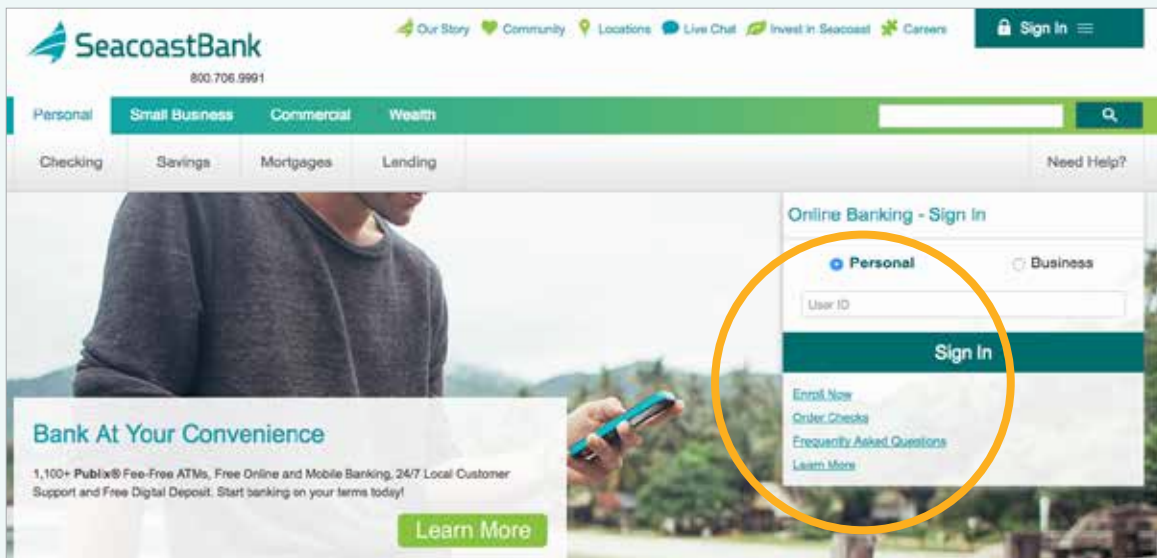 Our Story Community Locations Live Chat Invest in Seacoast Careers
Sign In
SeacoastBank
800.706.9991
Personal Small Business Commercial Wealth
Checking Savings Mortgages Lending Need Help?
Online Banking - Sign In
Personal Business
User ID
Sign In
Enroll Now
Order Checks
Frequently Asked Questions
Learn More
Bank At Your Convenience
1,100+ Publix® Fee-Free ATMs, Free Online and Mobile Banking, 24/7 Local Customer
Support and Free Digital Deposit. Start banking on your terms today!
Learn More